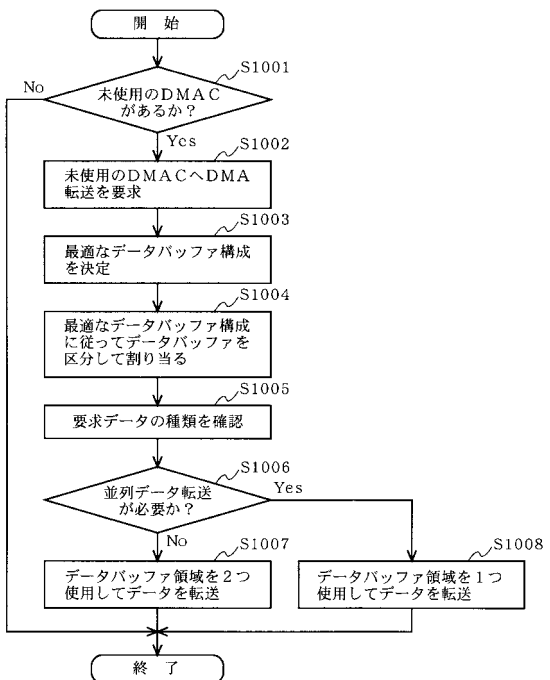 開 始
S1001
No
未使用のDMAC
があるか？
Yes
S1002
未使用のDMACへDMA
転送を要求
S1003
最適なデータバッファ構成
を決定
S1004
最適なデータバッファ構成
に従ってデータバッファを
区分して割り当る
S1005
要求データの種類を確認
S1006
並列データ転送
が必要か？
Yes
No
S1007
データバッファ領域を２つ
使用してデータを転送
S1008
データバッファ領域を１つ
使用してデータを転送
終 了